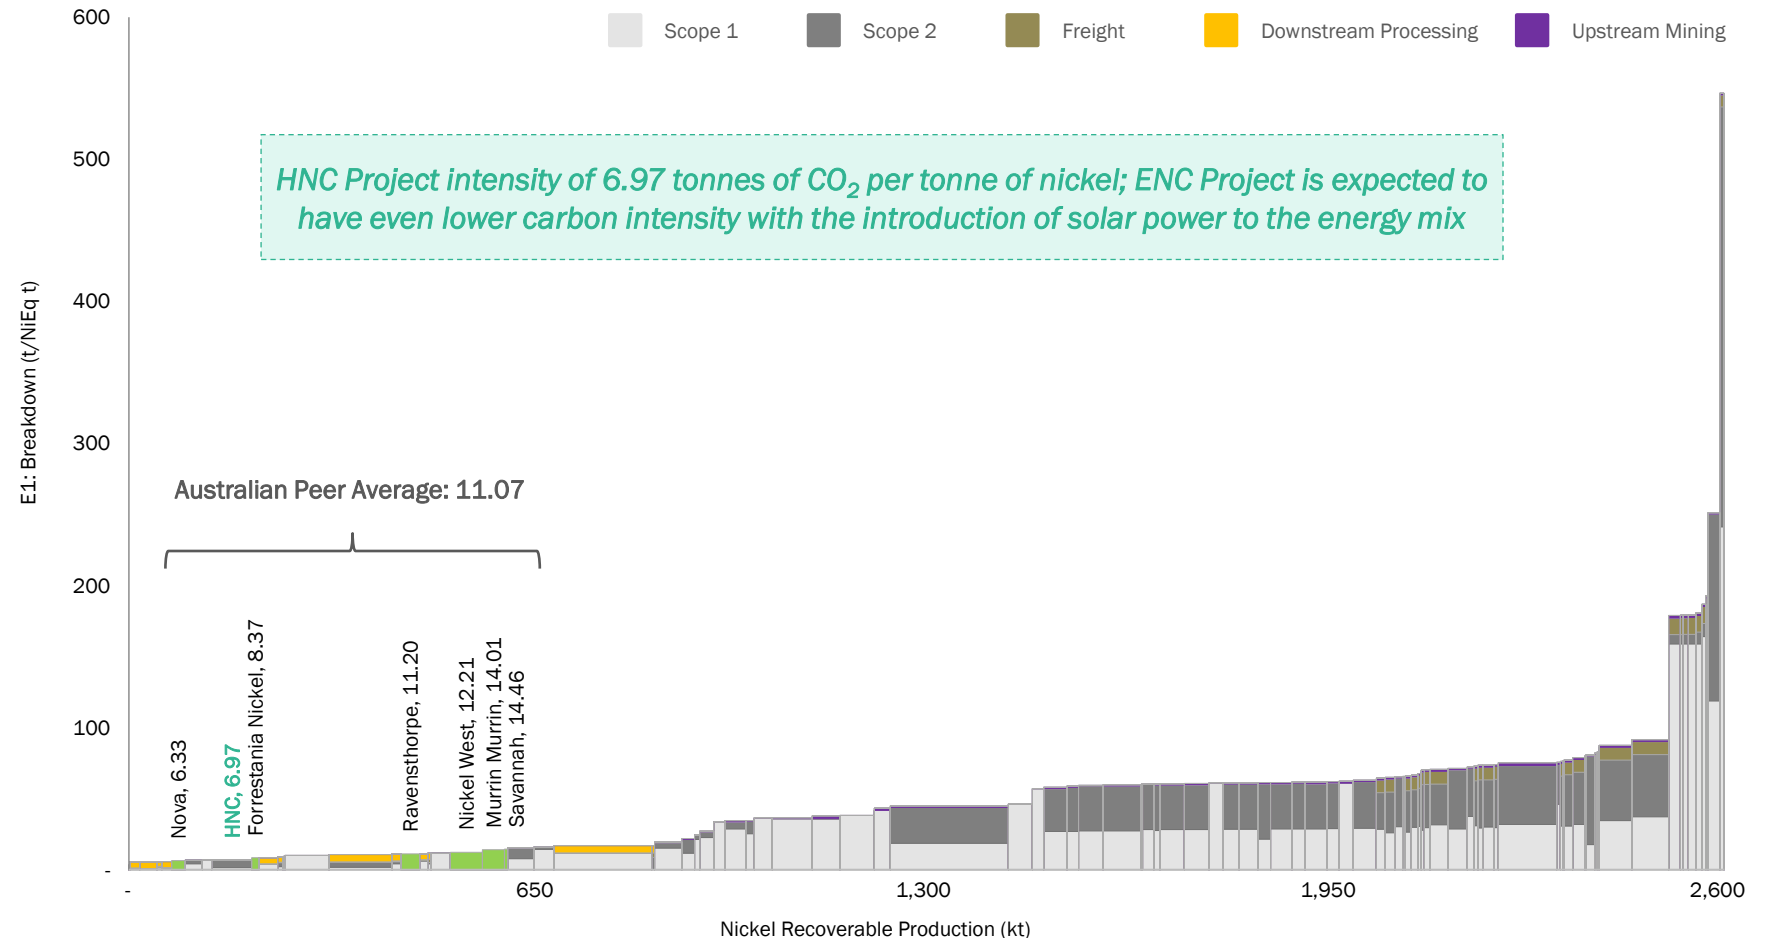 600
500
400
300
200
100
-
E1: Breakdown (t/NiEq t)
Scope 1
Scope 2
Freight
Downstream Processing
Upstream Mining
HNC Project intensity of 6.97 tonnes of CO2 per tonne of nickel; ENC Project is expected to
have even lower carbon intensity with the introduction of solar power to the energy mix
Australian Peer Average: 11.07
Nova, 6.33
HNC, 6.97
Forrestania Nickel, 8.37
Ravensthorpe, 11.20
Nickel West, 12.21
Murrin Murrin, 14.01
Savannah, 14.46
-
650
1,300
1,950
2,600
Nickel Recoverable Production (kt)